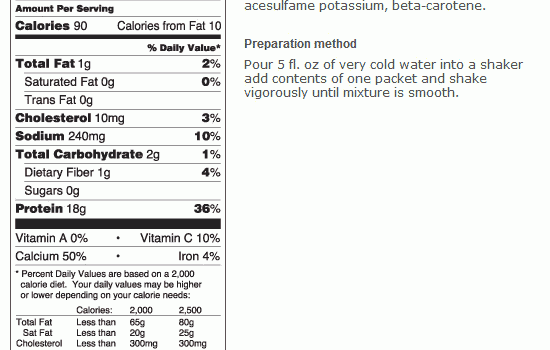 Amount Per Serving
Calories 90 Calories from Fat 10
% Daily Value*
Total Fat 1g 2%
Saturated Fat 0g 0%
Trans Fat 0g
Cholesterol 10mg 3%
Sodium 240mg 10%
Total Carbohydrate 2g 1%
Dietary Fiber 1g 4%
Sugars 0g
Protein 18g 36%
Vitamin A 0% • Vitamin C 10%
Calcium 50% • Iron 4%
* Percent Daily Values are based on a 2,000
calorie diet. Your daily values may be higher
or lower depending on your calorie needs:
Calories: 2,000 2,500
Total Fat Less than 65g 80g
Sat Fat Less than 20g 25g
Cholesterol Less than 300mg 300mg
acesulfame potassium, beta-carotene.
Preparation method
Pour 5 fl. oz of very cold water into a shaker
add contents of one packet and shake
vigorously until mixture is smooth.